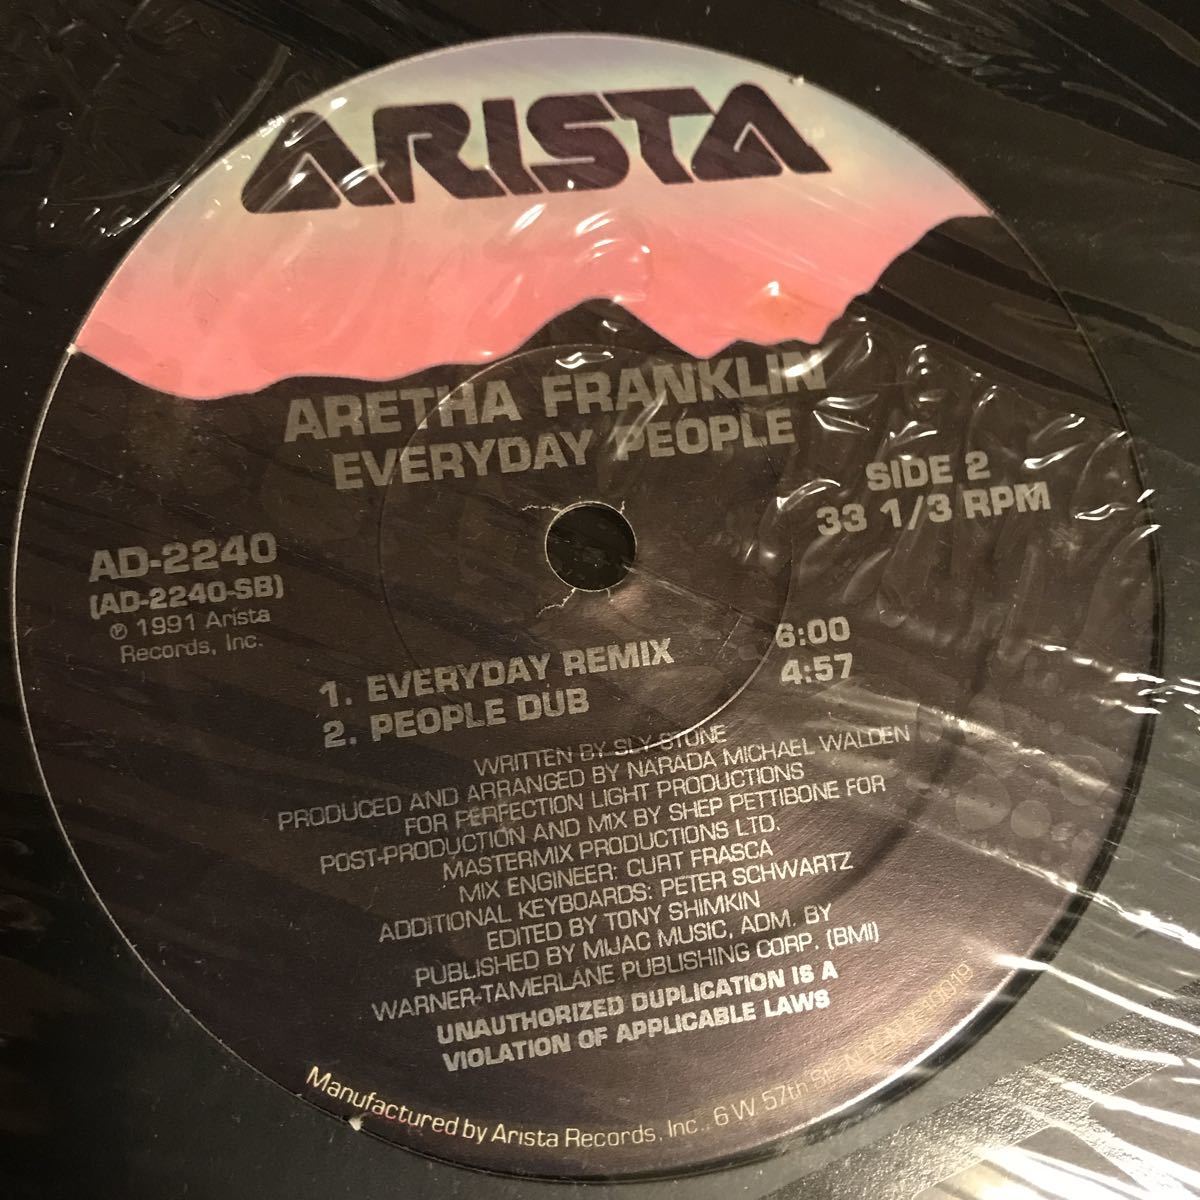 ARISTA
ARETHA FRANKLIN
EVERYDAY PEOPLE
SIDE 2
33 1/3 RPM
AD-2240
(AD-2240-SB)
℗ 1991 Arista
Records, Inc.
1. EVERYDAY REMIX 6:00
2. PEOPLE DUB 4:57
WRITTEN BY SLY STONE
PRODUCED AND ARRANGED BY NARADA MICHAEL WALDEN
FOR PERFECTION LIGHT PRODUCTIONS
POST-PRODUCTION AND MIX BY SHEP PETTIBONE FOR
MASTERMIX PRODUCTIONS LTD.
MIX ENGINEER: CURT FRASCA
ADDITIONAL KEYBOARDS: PETER SCHWARTZ
EDITED BY TONY SHIMKIN
PUBLISHED BY MIJAC MUSIC, ADM. BY
WARNER-TAMERLANE PUBLISHING CORP. (BMI)
UNAUTHORIZED DUPLICATION IS A
VIOLATION OF APPLICABLE LAWS
Manufactured by Arista Records, Inc., 6 W 57th St., N.Y., N.Y. 10019